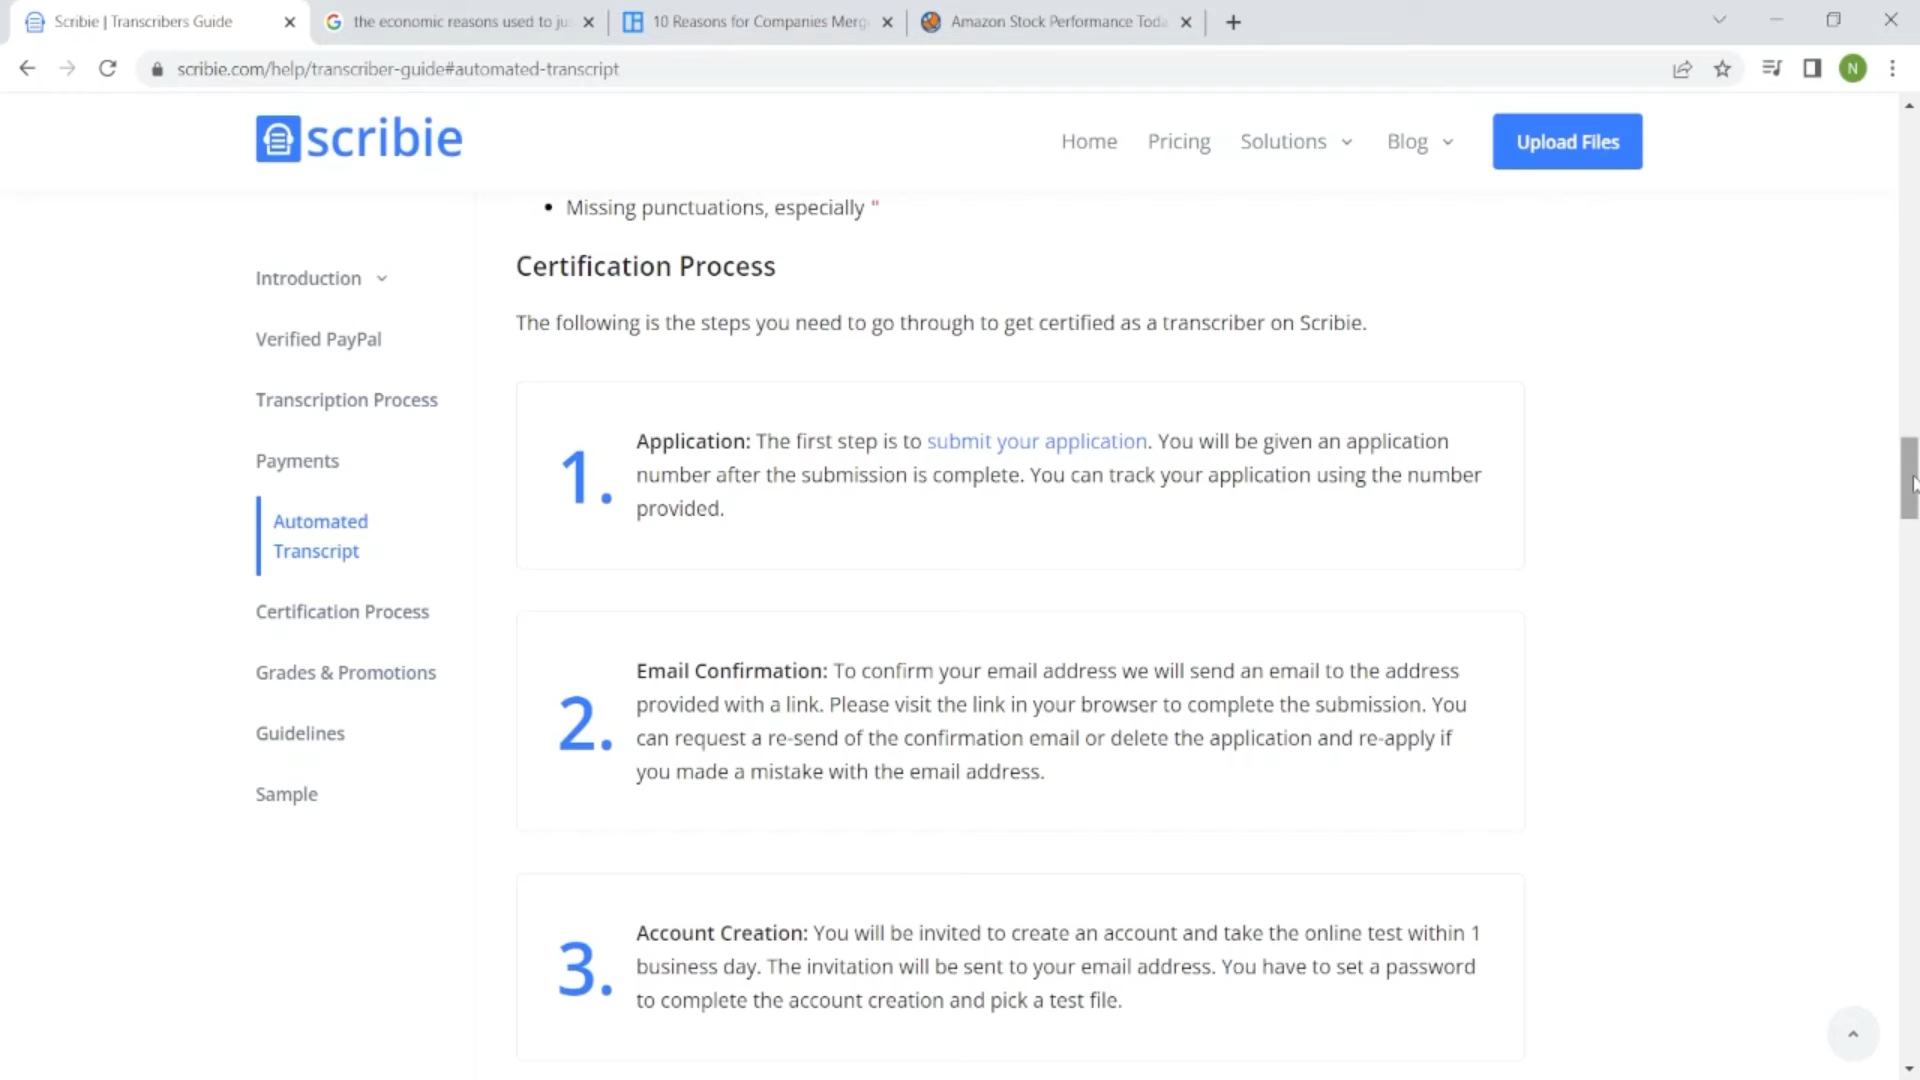 Scribie | Transcribers Guide
the economic reasons used to ju
10 Reasons for Companies Merg
Amazon Stock Performance Toda
scribie.com/help/transcriber-guide#automated-transcript
N
scribie
Home
Pricing
Solutions
Blog
Upload Files
Introduction
Verified PayPal
Transcription Process
Payments
Automated
Transcript
Certification Process
Grades & Promotions
Guidelines
Sample
• Missing punctuations, especially "
Certification Process
The following is the steps you need to go through to get certified as a transcriber on Scribie.
1.
Application: The first step is to submit your application. You will be given an application
number after the submission is complete. You can track your application using the number
provided.
2.
Email Confirmation: To confirm your email address we will send an email to the address
provided with a link. Please visit the link in your browser to complete the submission. You
can request a re-send of the confirmation email or delete the application and re-apply if
you made a mistake with the email address.
3.
Account Creation: You will be invited to create an account and take the online test within 1
business day. The invitation will be sent to your email address. You have to set a password
to complete the account creation and pick a test file.